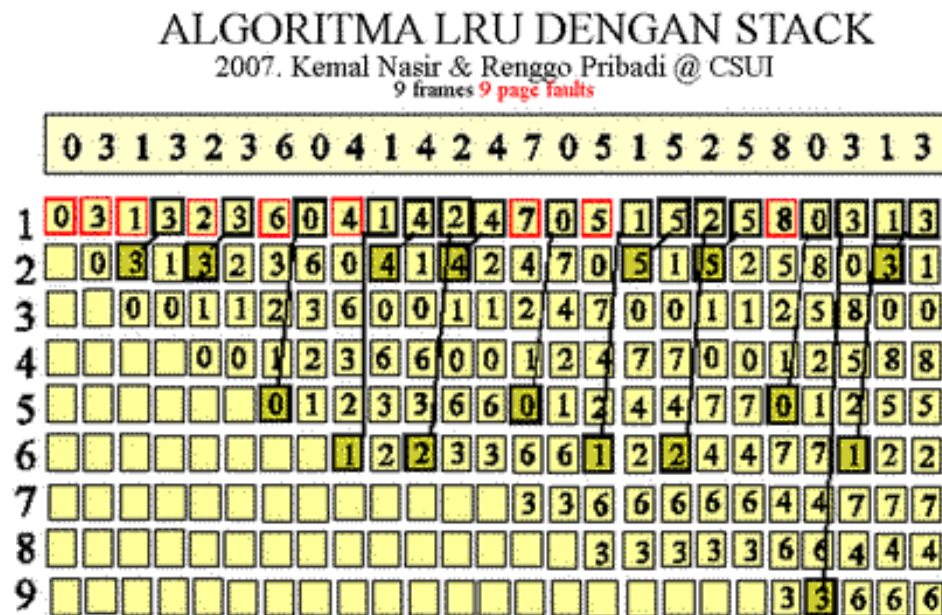 ALGORITMA LRU DENGAN STACK
2007. Kemal Nasir & Renggo Pribadi @ CSUI
9 frames 9 page faults
0 3 1 3 2 3 6 0 4 1 4 2 4 7 0 5 1 5 2 5 8 0 3 1 3
1 0 3 1 3 2 3 6 0 4 1 4 2 4 7 0 5 1 5 2 5 8 0 3 1 3
2 0 3 1 3 2 3 6 0 4 1 4 2 4 7 0 5 1 5 2 5 8 0 3 1
3 0 0 1 1 2 3 6 0 0 1 1 2 4 7 0 0 1 1 2 5 8 0 0
4 0 0 1 2 3 6 6 0 0 1 2 4 7 7 0 0 1 2 5 8 8
5 0 1 2 3 3 6 6 0 1 2 4 4 7 7 0 1 2 5 5
6 1 2 2 3 3 6 6 1 2 2 4 4 7 7 1 2 2
7 3 3 6 6 6 6 6 4 4 7 7 7
8 3 3 3 3 3 6 6 4 4 4
9 3 3 6 6 6